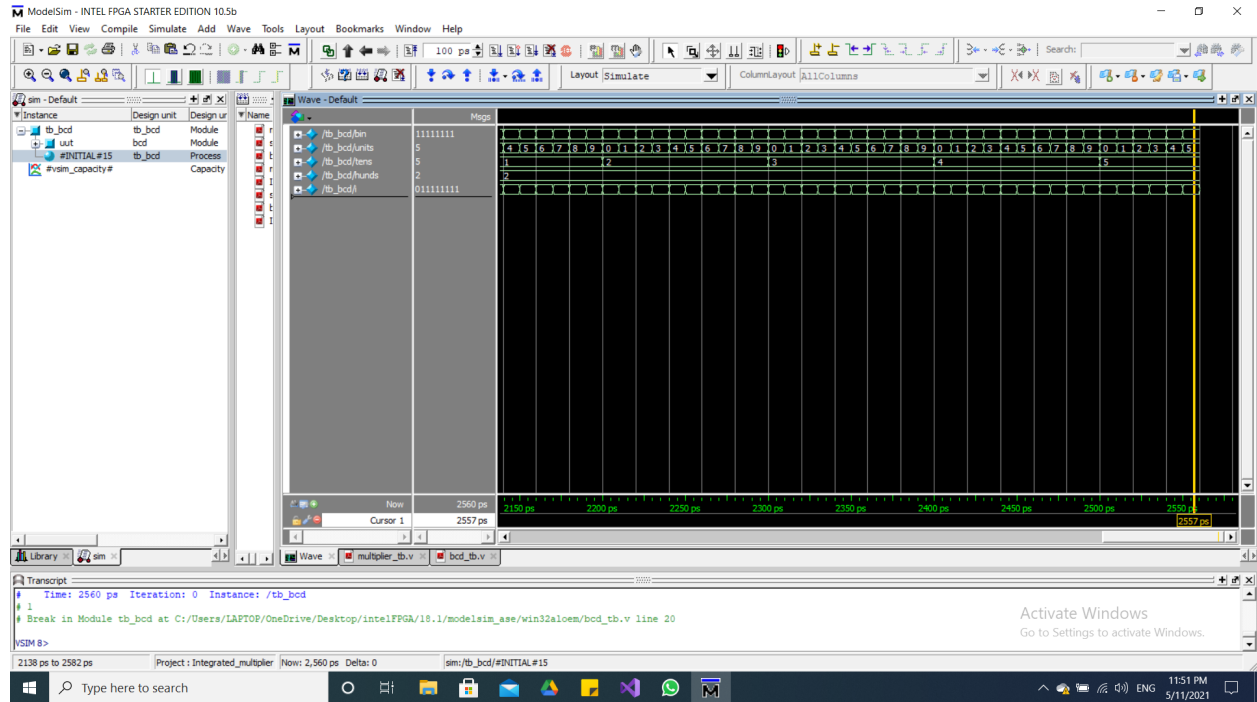 ModelSim - INTEL FPGA STARTER EDITION 10.5b
File Edit View Compile Simulate Add Wave Tools Layout Bookmarks Window Help
100 ps
Search:
Layout Simulate
ColumnLayout AllColumns
sim - Default
Instance Design unit Design ur
tb_bcd tb_bcd Module
uut bcd Module
#INITIAL#15 tb_bcd Process
#vsim_capacity# Capacity
Name
Wave - Default
Msgs
/tb_bcd/bin 11111111
/tb_bcd/units 5 4 5 6 7 8 9 0 1 2 3 4 5 6 7 8 9 0 1 2 3 4 5 6 7 8 9 0 1 2 3 4 5 6 7 8 9 0 1 2 3 4 5
/tb_bcd/tens 5 1 2 3 4 5
/tb_bcd/hunds 2 2
/tb_bcd/i 011111111
Now 2560 ps
Cursor 1 2557 ps
2150 ps 2200 ps 2250 ps 2300 ps 2350 ps 2400 ps 2450 ps 2500 ps 2550 ps
2557 ps
Library sim
Wave multiplier_tb.v bcd_tb.v
Transcript
# Time: 2560 ps Iteration: 0 Instance: /tb_bcd
# 1
# Break in Module tb_bcd at C:/Users/LAPTOP/OneDrive/Desktop/intelFPGA/18.1/modelsim_ase/win32aloem/bcd_tb.v line 20
VSIM 8>
Activate Windows
Go to Settings to activate Windows.
2138 ps to 2582 ps Project : Integrated_multiplier Now: 2,560 ps Delta: 0 sim:/tb_bcd/#INITIAL#15
Type here to search
ENG
11:51 PM
5/11/2021